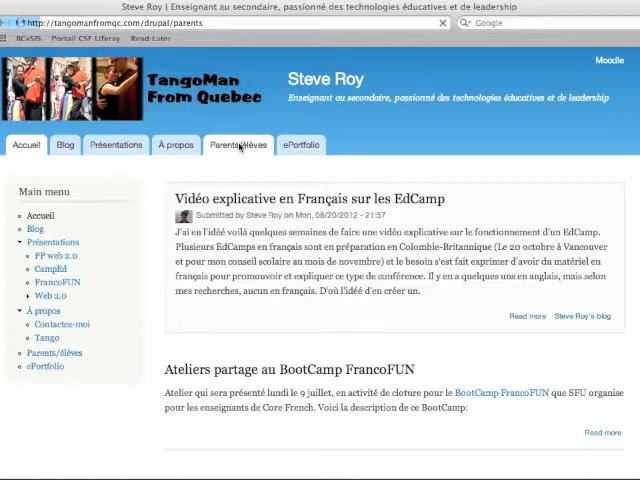 Steve Roy | Enseignant au secondaire, passionné des technologies éducatives et de leadership
http://tangomanfromqc.com/drupal/parents
Google
BCeSIS
Portail CSF Liferay
Read Later
Moodle
TangoMan
From Quebec
Steve Roy
Enseignant au secondaire, passionné des technologies éducatives et de leadership
Accueil
Blog
Présentations
À propos
Parents/élèves
ePortfolio
Main menu
Accueil
Blog
Présentations
PP web 2.0
CampEd
FrancoFUN
Web 2.0
À propos
Contactez-moi
Tango
Parents/élèves
ePortfolio
Vidéo explicative en Français sur les EdCamp
Submitted by Steve Roy on Mon, 08/20/2012 - 21:57
J'ai eu l'idéé voilà quelques semaines de faire une vidéo explicative sur le fonctionnement d'un EdCamp.
Plusieurs EdCamps en français sont en préparation en Colombie-Britannique (Le 20 octobre à Vancouver
et pour mon conseil scolaire au mois de novembre) et le besoin s'est fait exprimer d'avoir du matériel en
français pour promouvoir et expliquer ce type de conférence. Il y en a quelques uns en anglais, mais selon
mes recherches, aucun en français. D'où l'idéé d'en créer un.
Read more
Steve Roy's blog
Ateliers partage au BootCamp FrancoFUN
Atelier qui sera présenté lundi le 9 juillet, en activité de cloture pour le BootCamp FrancoFUN que SFU organise
pour les enseignants de Core French. Voici la description de ce BootCamp:
Read more